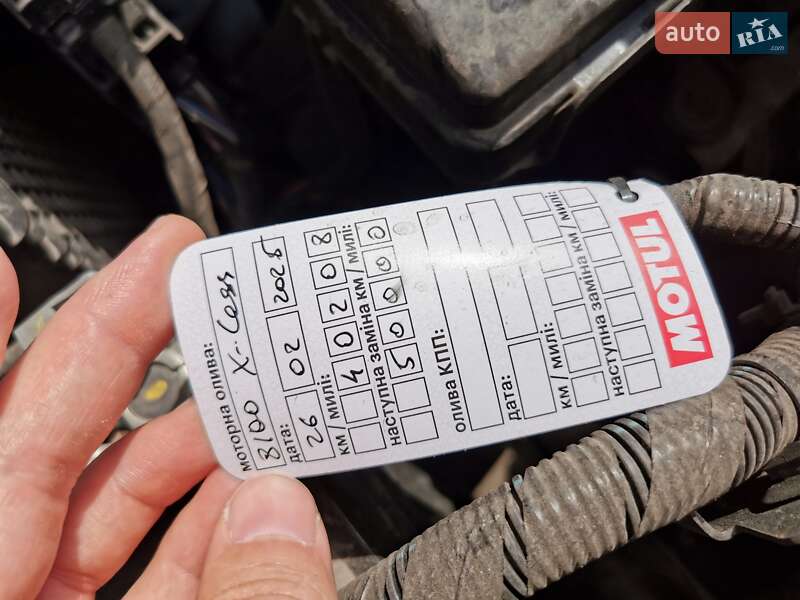 auto RIA.com
моторна олива:
8100 X-Cess
дата:
26 02 2025
км / милі:
40208
наступна заміна км / милі:
50000
олива КПП:
дата:
км / милі:
наступна заміна км / милі:
MOTUL